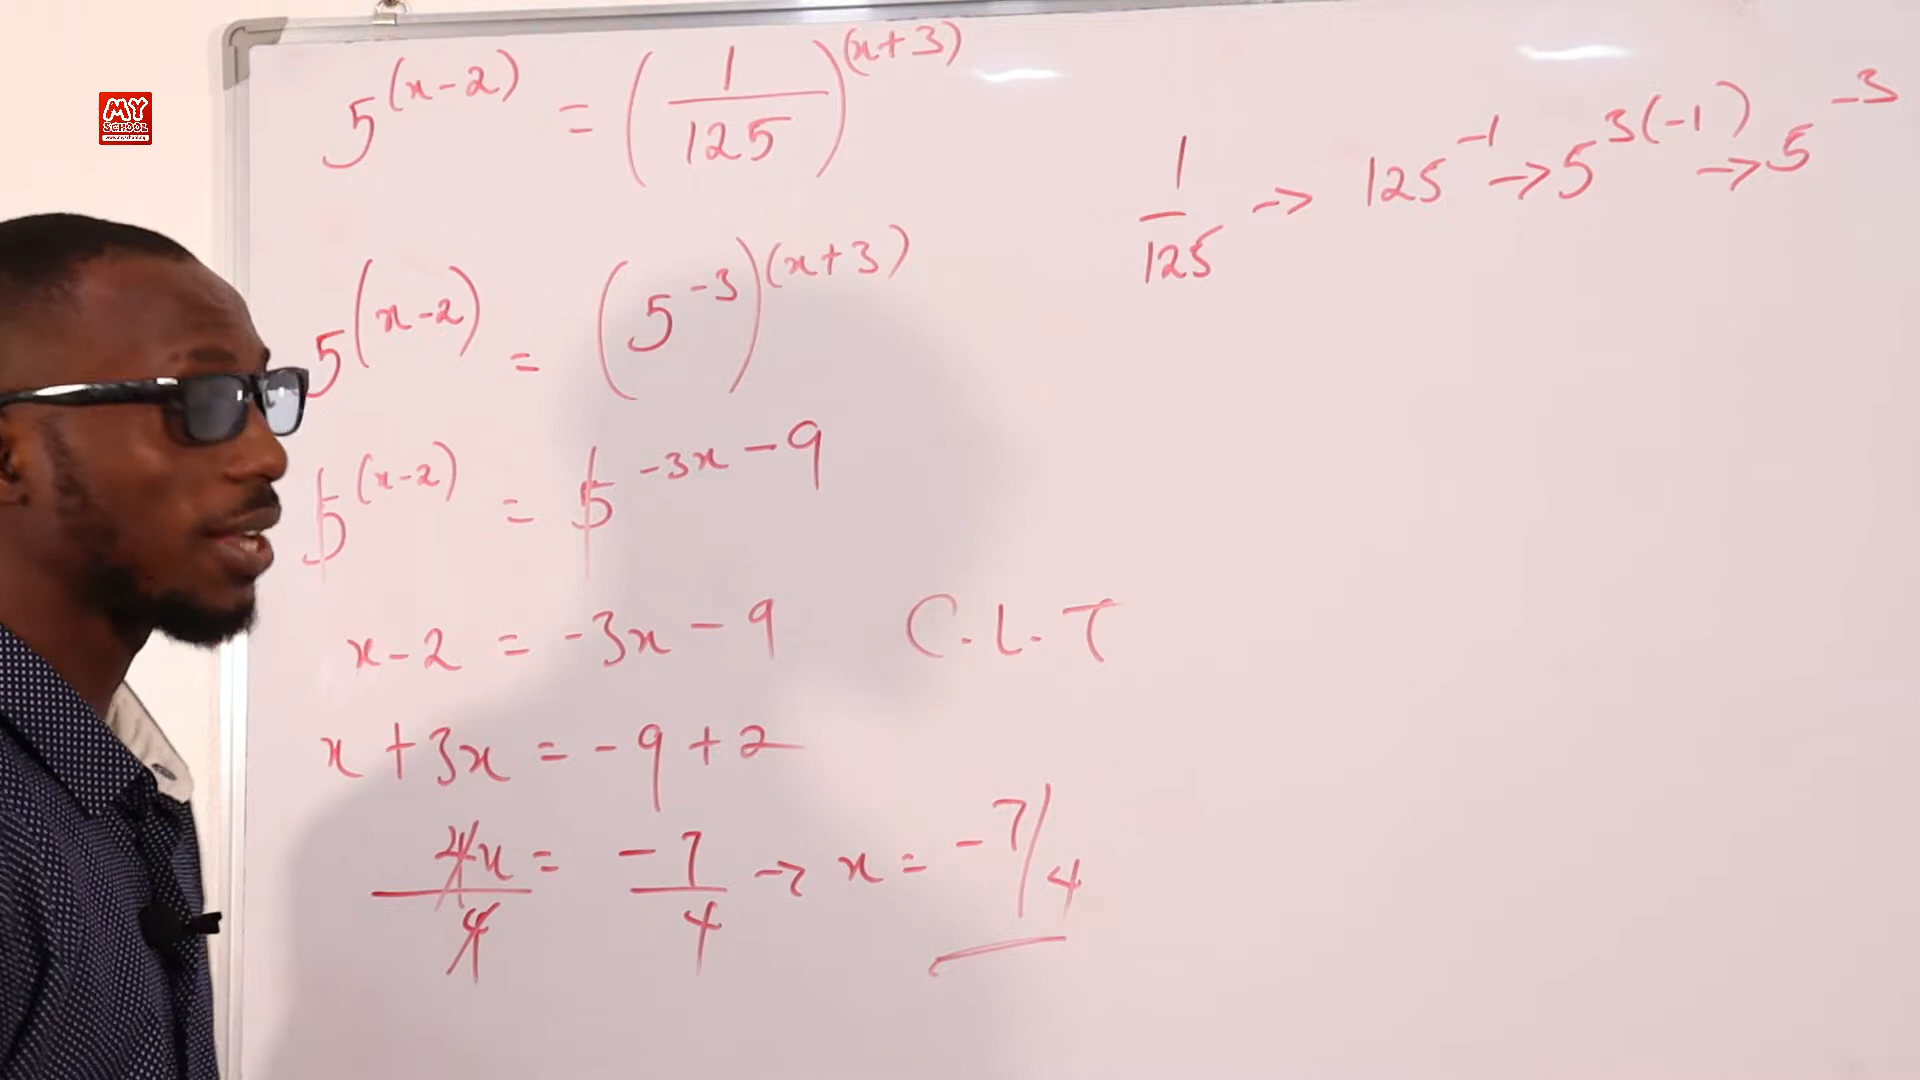 MY
SCHOOL
5^(x-2) = (1/125)^(x+3)
1/125 -> 125^-1 -> 5^3(-1) -> 5^-3
5^(x-2) = (5^-3)^(x+3)
5^(x-2) = 5^-3x-9
x-2 = -3x-9 C.L.T
x+3x = -9+2
4x/4 = -7/4 -> x = -7/4